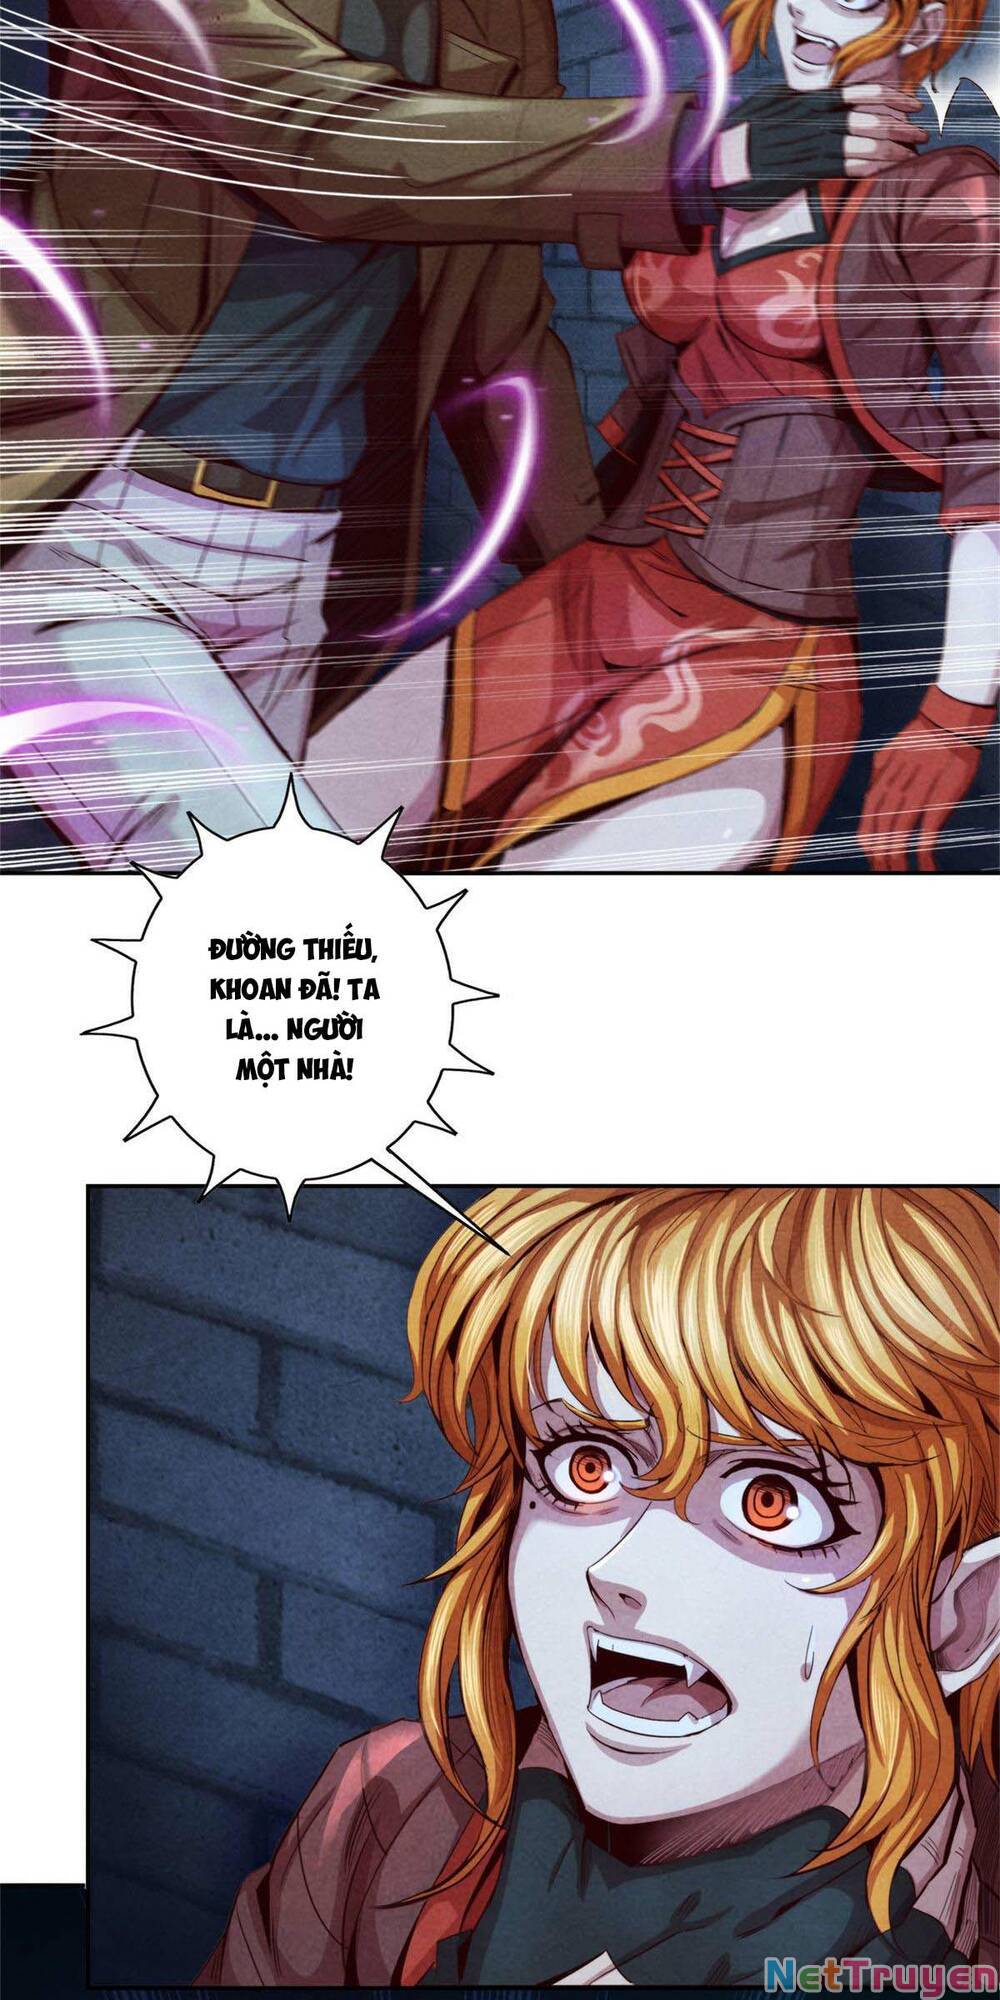 ĐƯỜNG THIẾU,
KHOAN ĐÃ! TA
LÀ... NGƯỜI
MỘT NHÀ!
NetTruyen